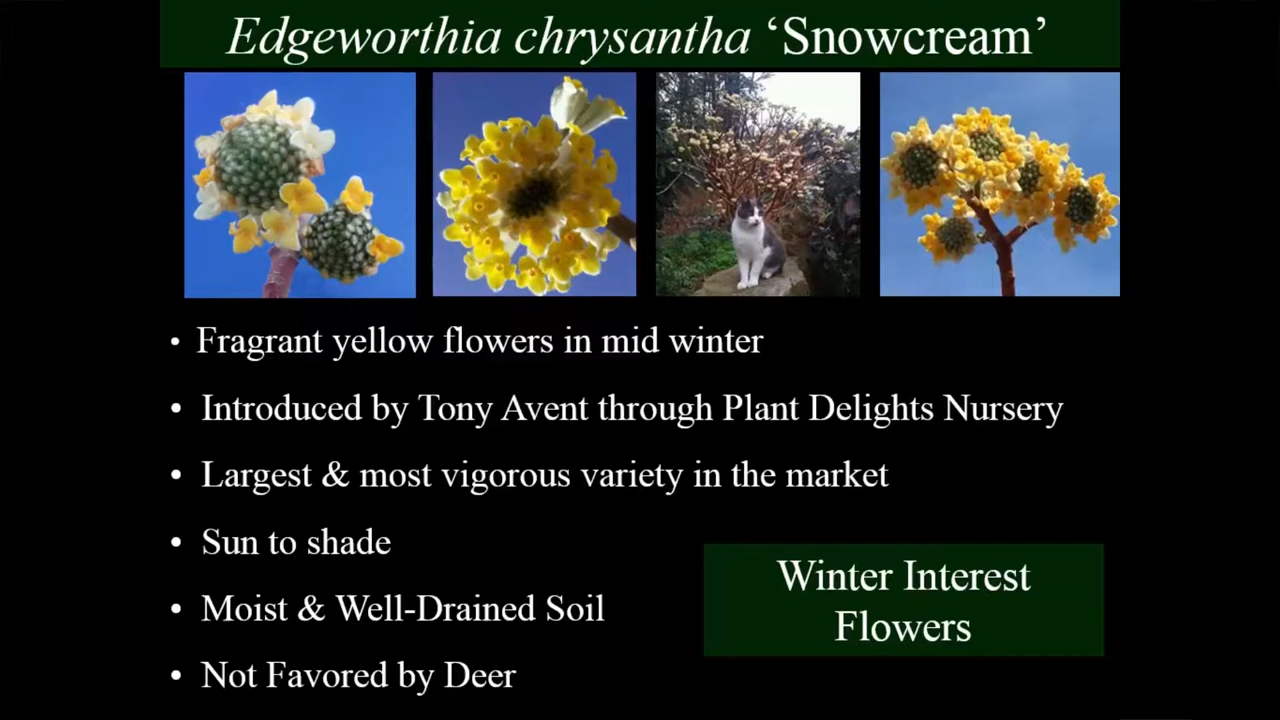 Edgeworthia chrysantha ‘Snowcream’
• Fragrant yellow flowers in mid winter
• Introduced by Tony Avent through Plant Delights Nursery
• Largest & most vigorous variety in the market
• Sun to shade
• Moist & Well-Drained Soil
• Not Favored by Deer
Winter Interest
Flowers